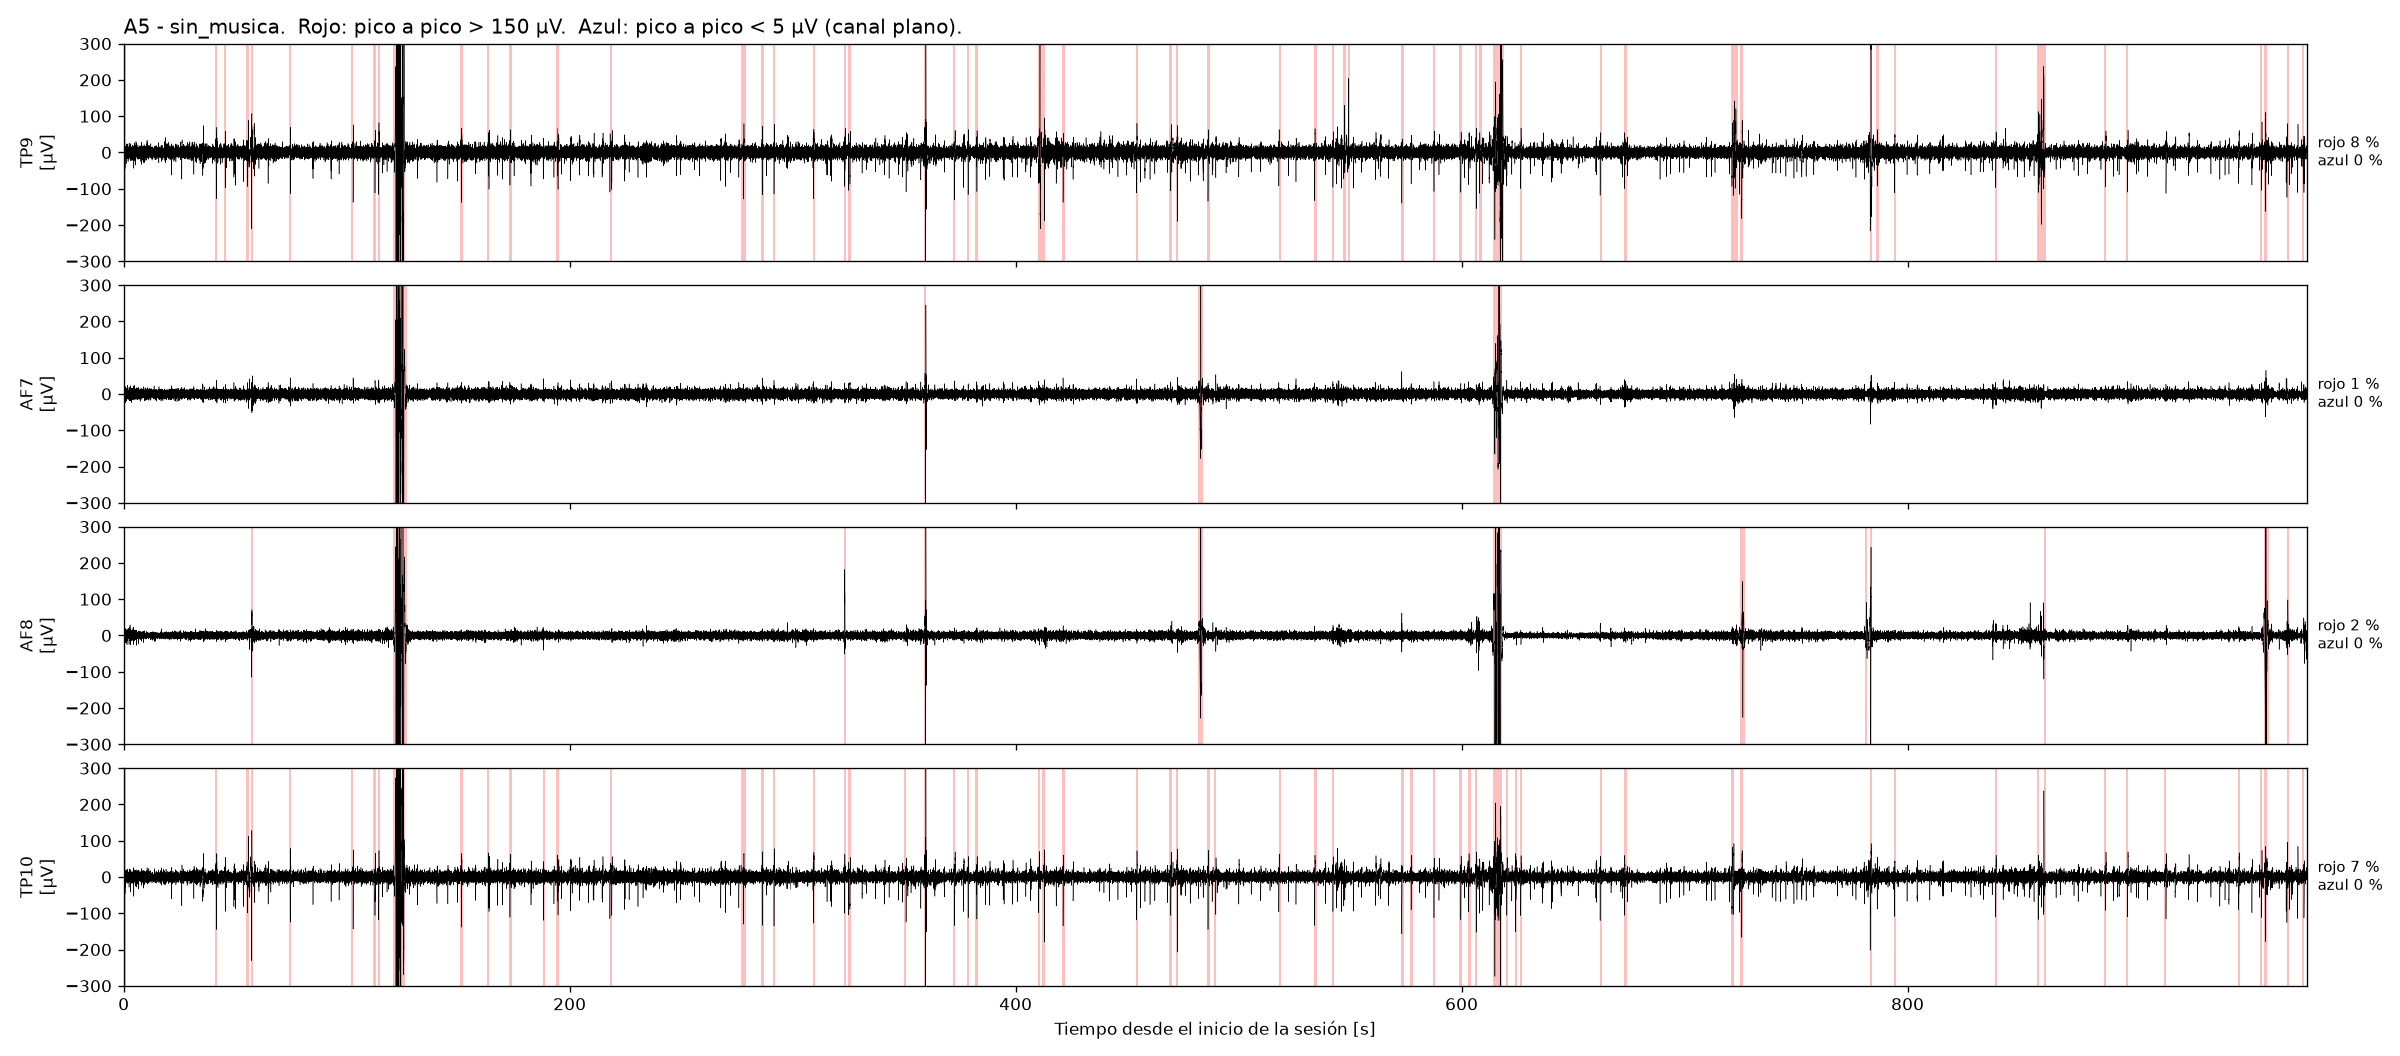 A5 - sin_musica.  Rojo: pico a pico > 150 µV.  Azul: pico a pico < 5 µV (canal plano).
300
200
100
0
−100
−200
−300
TP9
[µV]
rojo 8 %
azul 0 %
300
200
100
0
−100
−200
−300
AF7
[µV]
rojo 1 %
azul 0 %
300
200
100
0
−100
−200
−300
AF8
[µV]
rojo 2 %
azul 0 %
300
200
100
0
−100
−200
−300
TP10
[µV]
rojo 7 %
azul 0 %
0 200 400 600 800
Tiempo desde el inicio de la sesión [s]